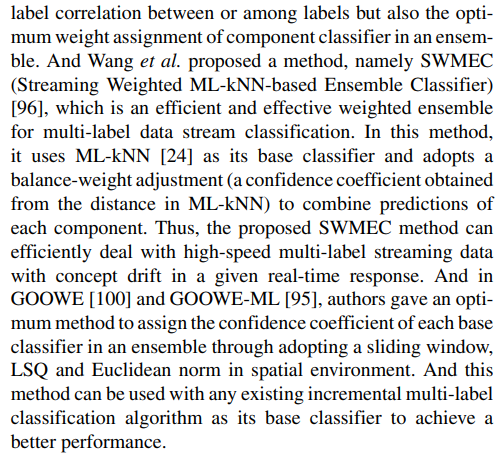 label correlation between or among labels but also the opti-
mum weight assignment of component classifier in an ensem-
ble. And Wang et al. proposed a method, namely SWMEC
(Streaming Weighted ML-kNN-based Ensemble Classifier)
[96], which is an efficient and effective weighted ensemble
for multi-label data stream classification. In this method,
it uses ML-kNN [24] as its base classifier and adopts a
balance-weight adjustment (a confidence coefficient obtained
from the distance in ML-kNN) to combine predictions of
each component. Thus, the proposed SWMEC method can
efficiently deal with high-speed multi-label streaming data
with concept drift in a given real-time response. And in
GOOWE [100] and GOOWE-ML [95], authors gave an opti-
mum method to assign the confidence coefficient of each base
classifier in an ensemble through adopting a sliding window,
LSQ and Euclidean norm in spatial environment. And this
method can be used with any existing incremental multi-label
classification algorithm as its base classifier to achieve a
better performance.